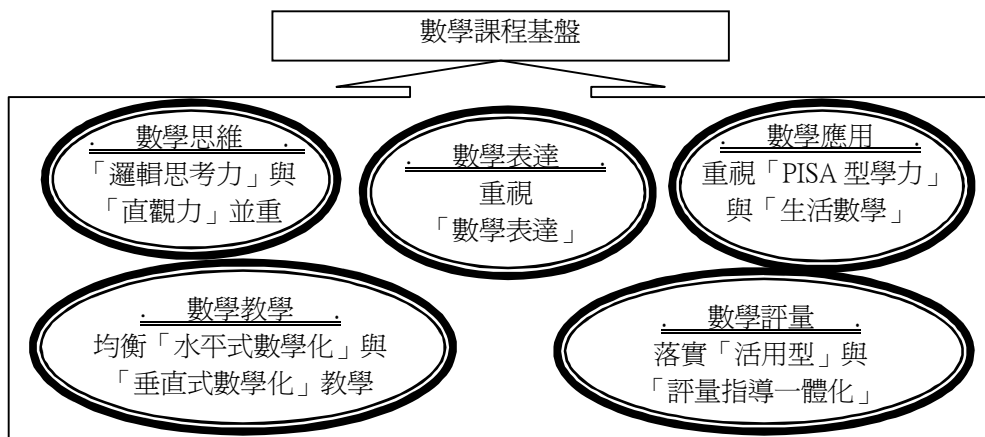 數學課程基盤
數學思維
「邏輯思考力」與
「直觀力」並重
數學表達
重視
「數學表達」
數學應用
重視「PISA 型學力」
與「生活數學」
數學教學
均衡「水平式數學化」與
「垂直式數學化」教學
數學評量
落實「活用型」與
「評量指導一體化」